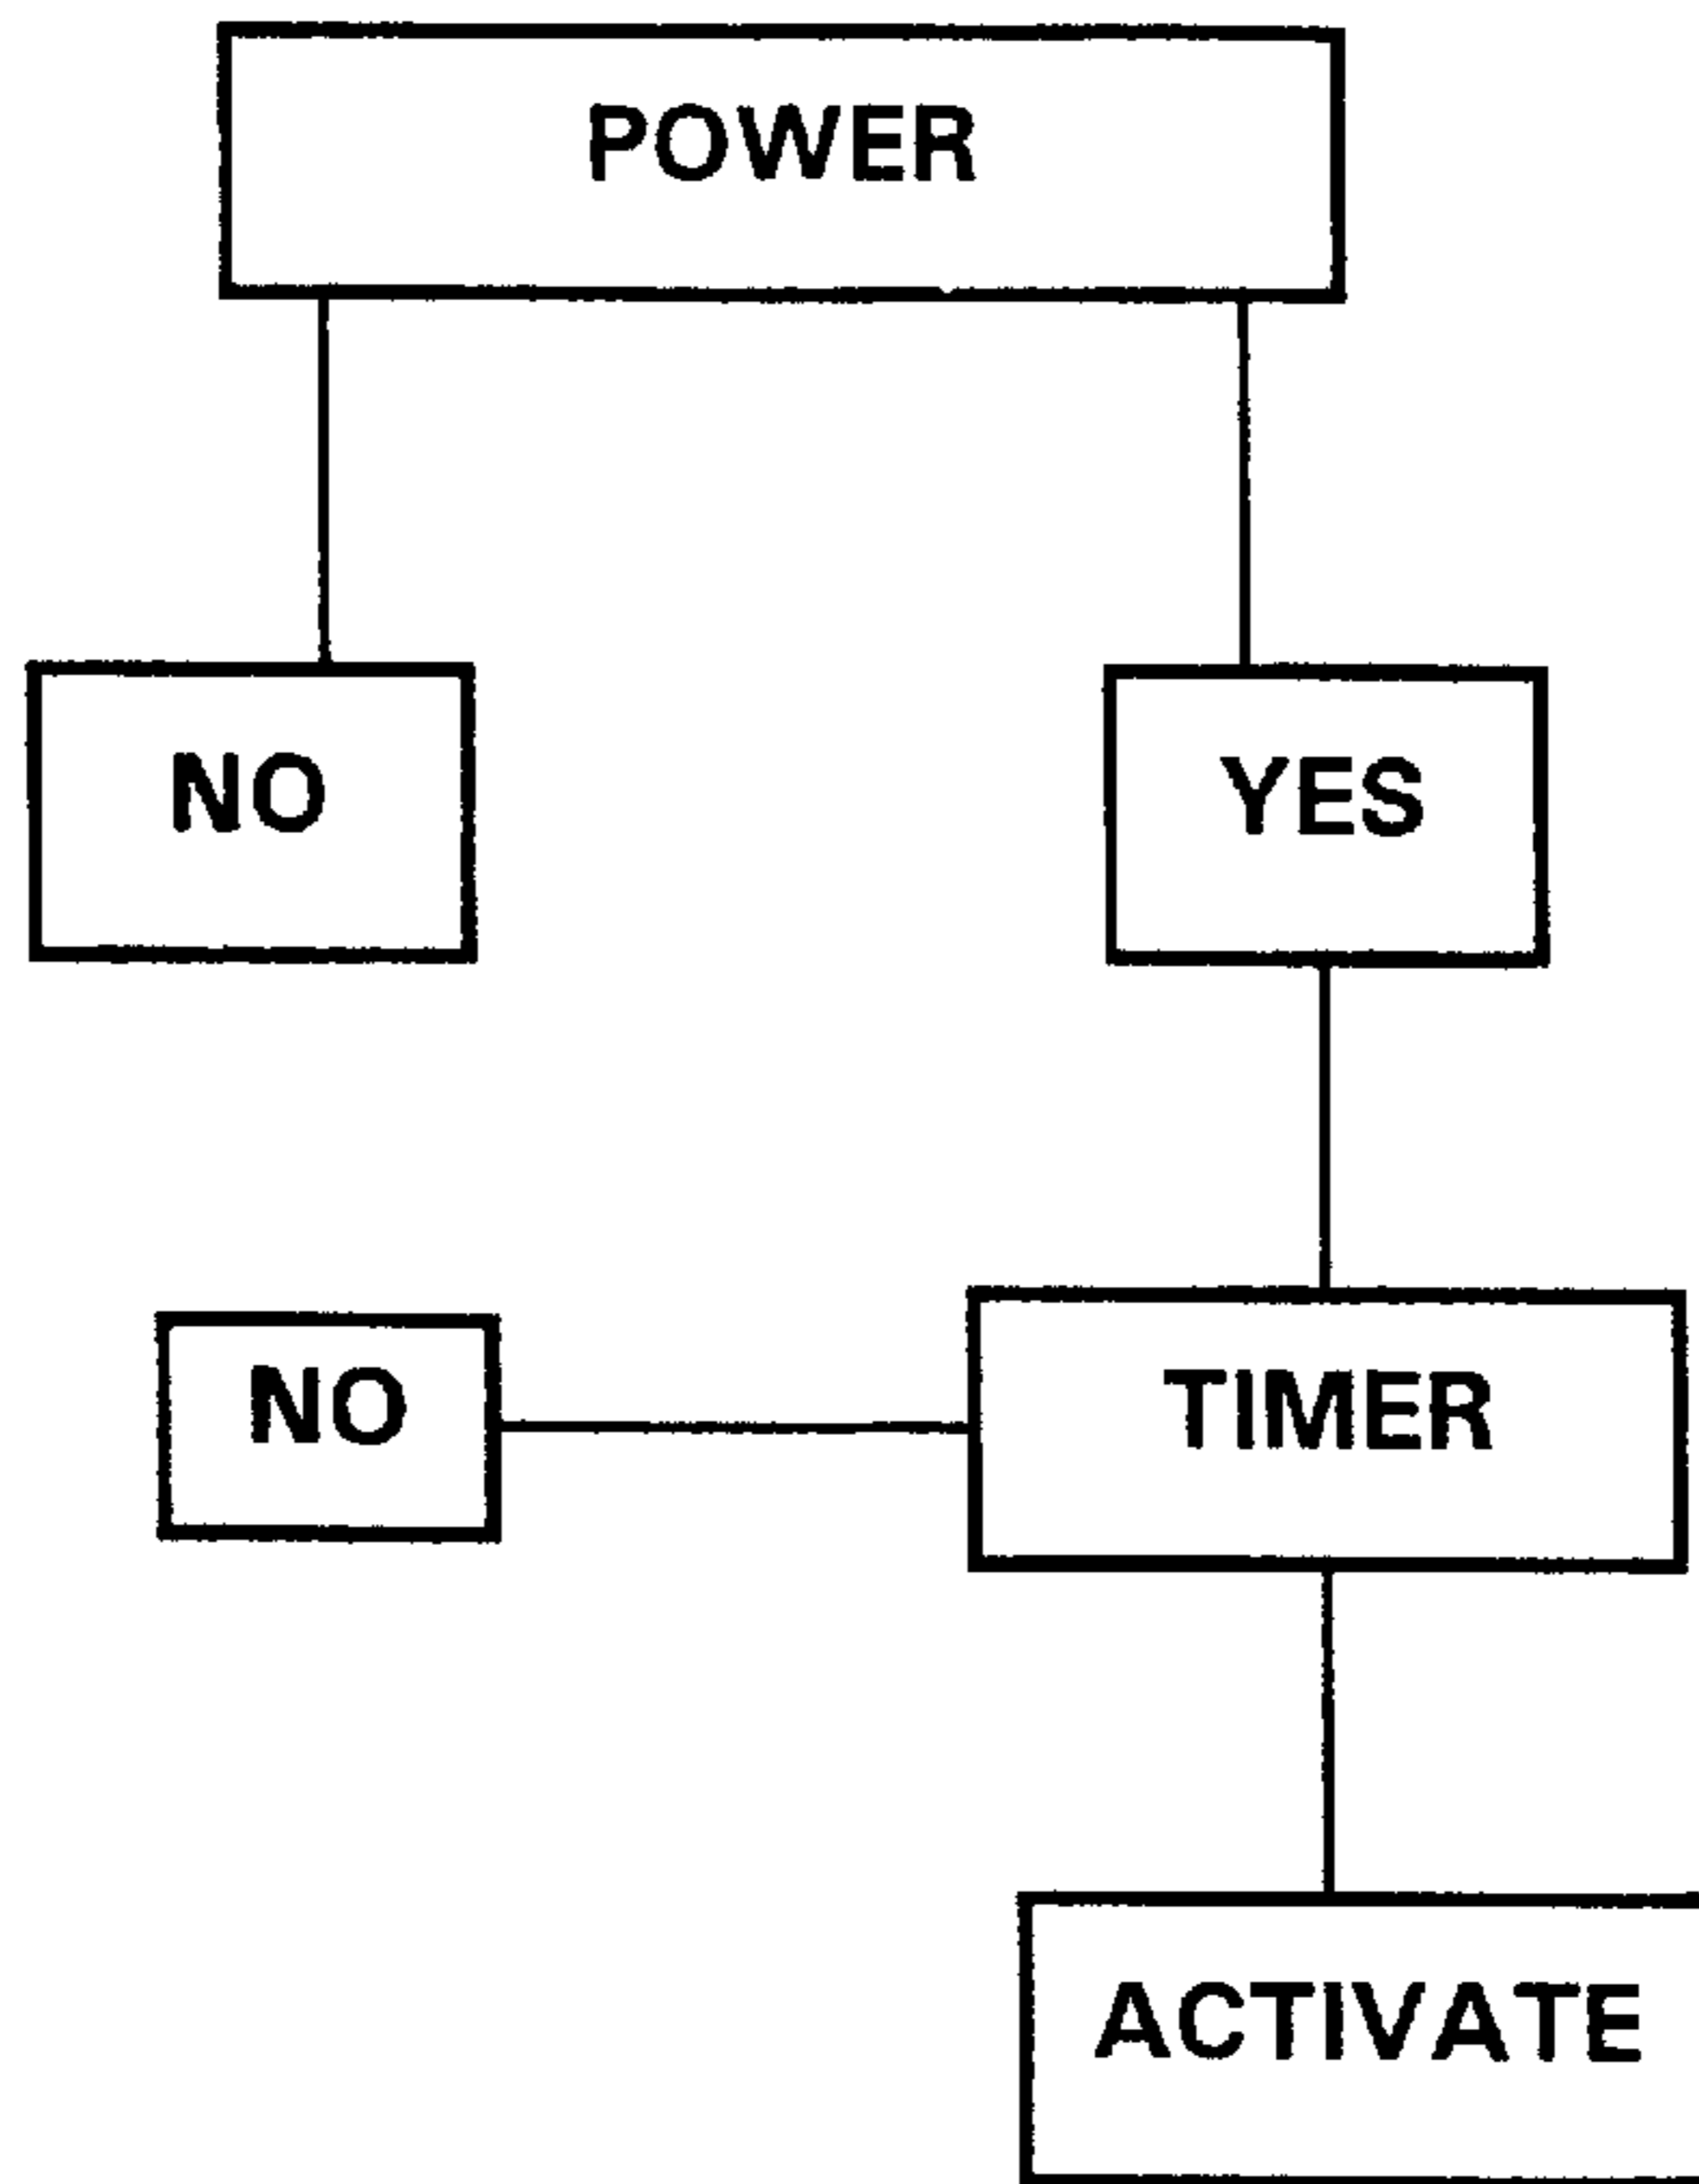 POWER
NO
YES
NO
TIMER
ACTIVATE